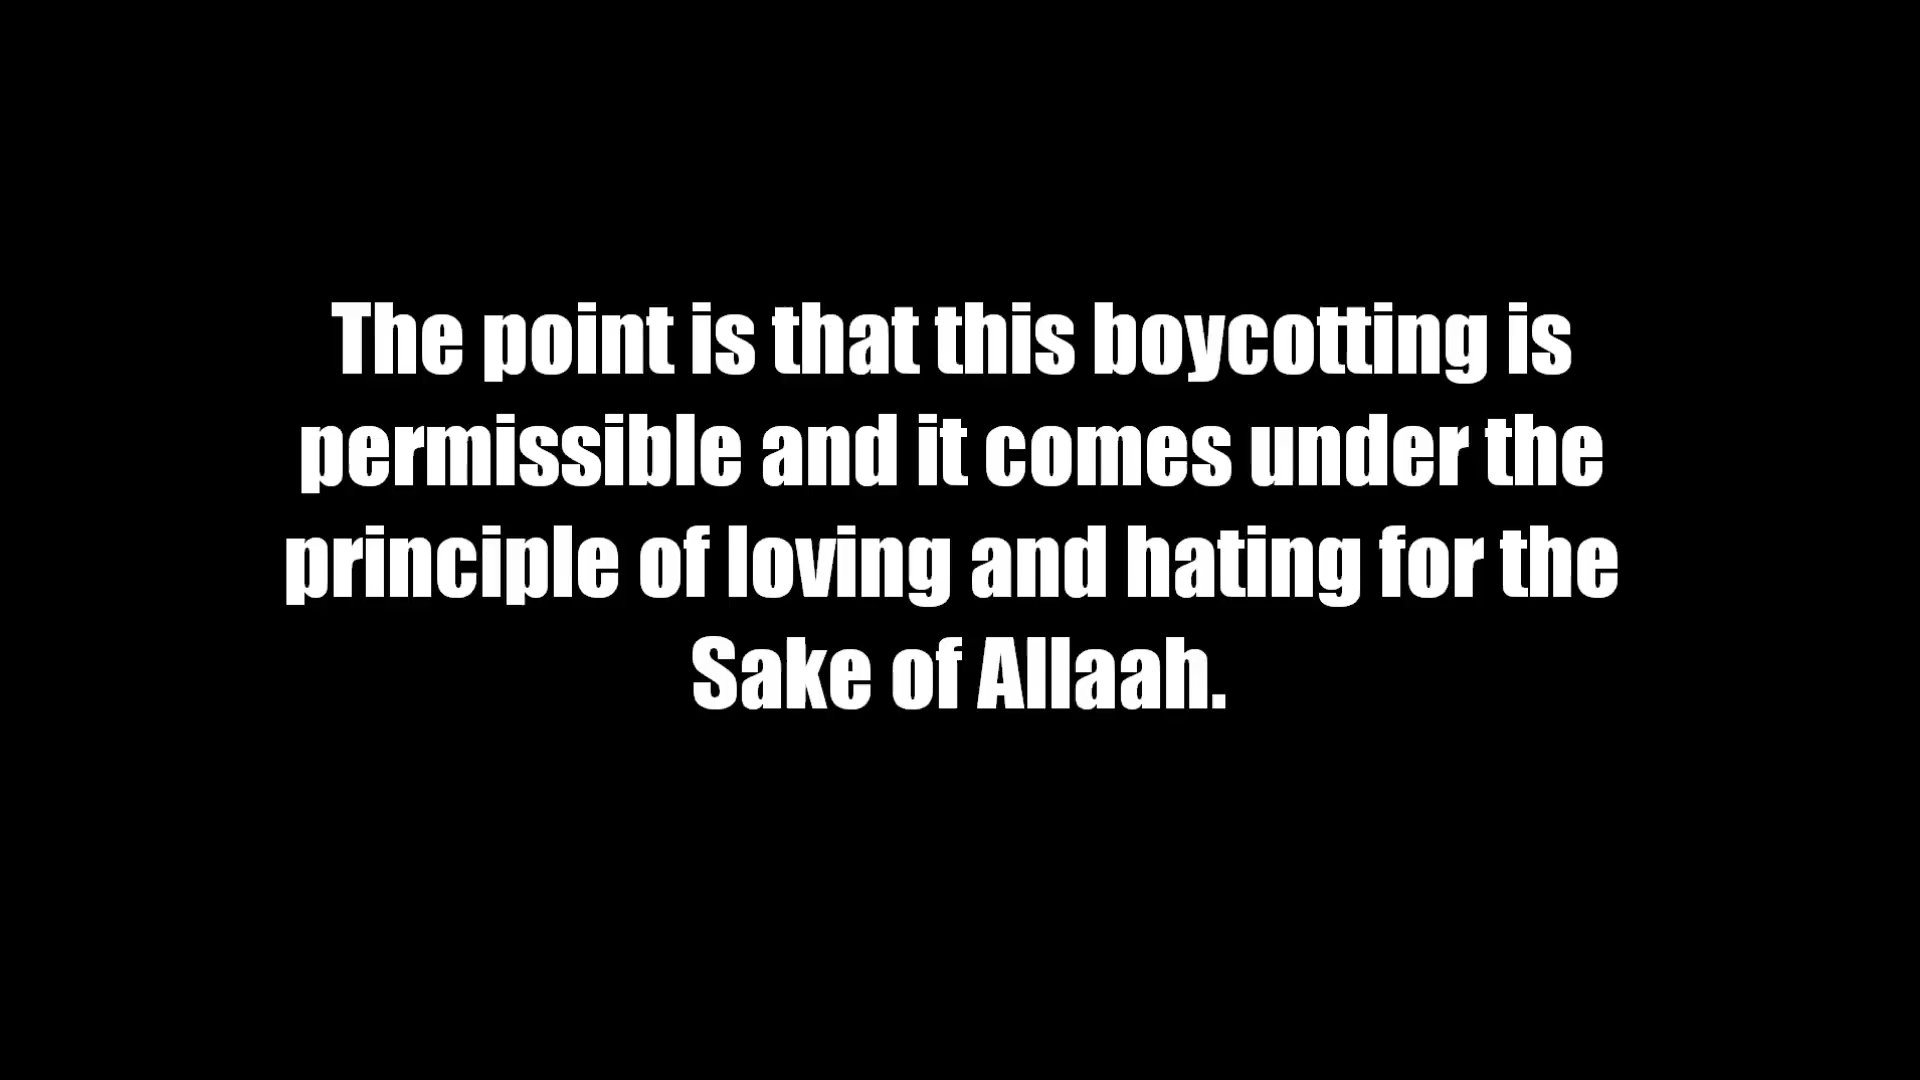 The point is that this boycotting is
permissible and it comes under the
principle of loving and hating for the
Sake of Allaah.